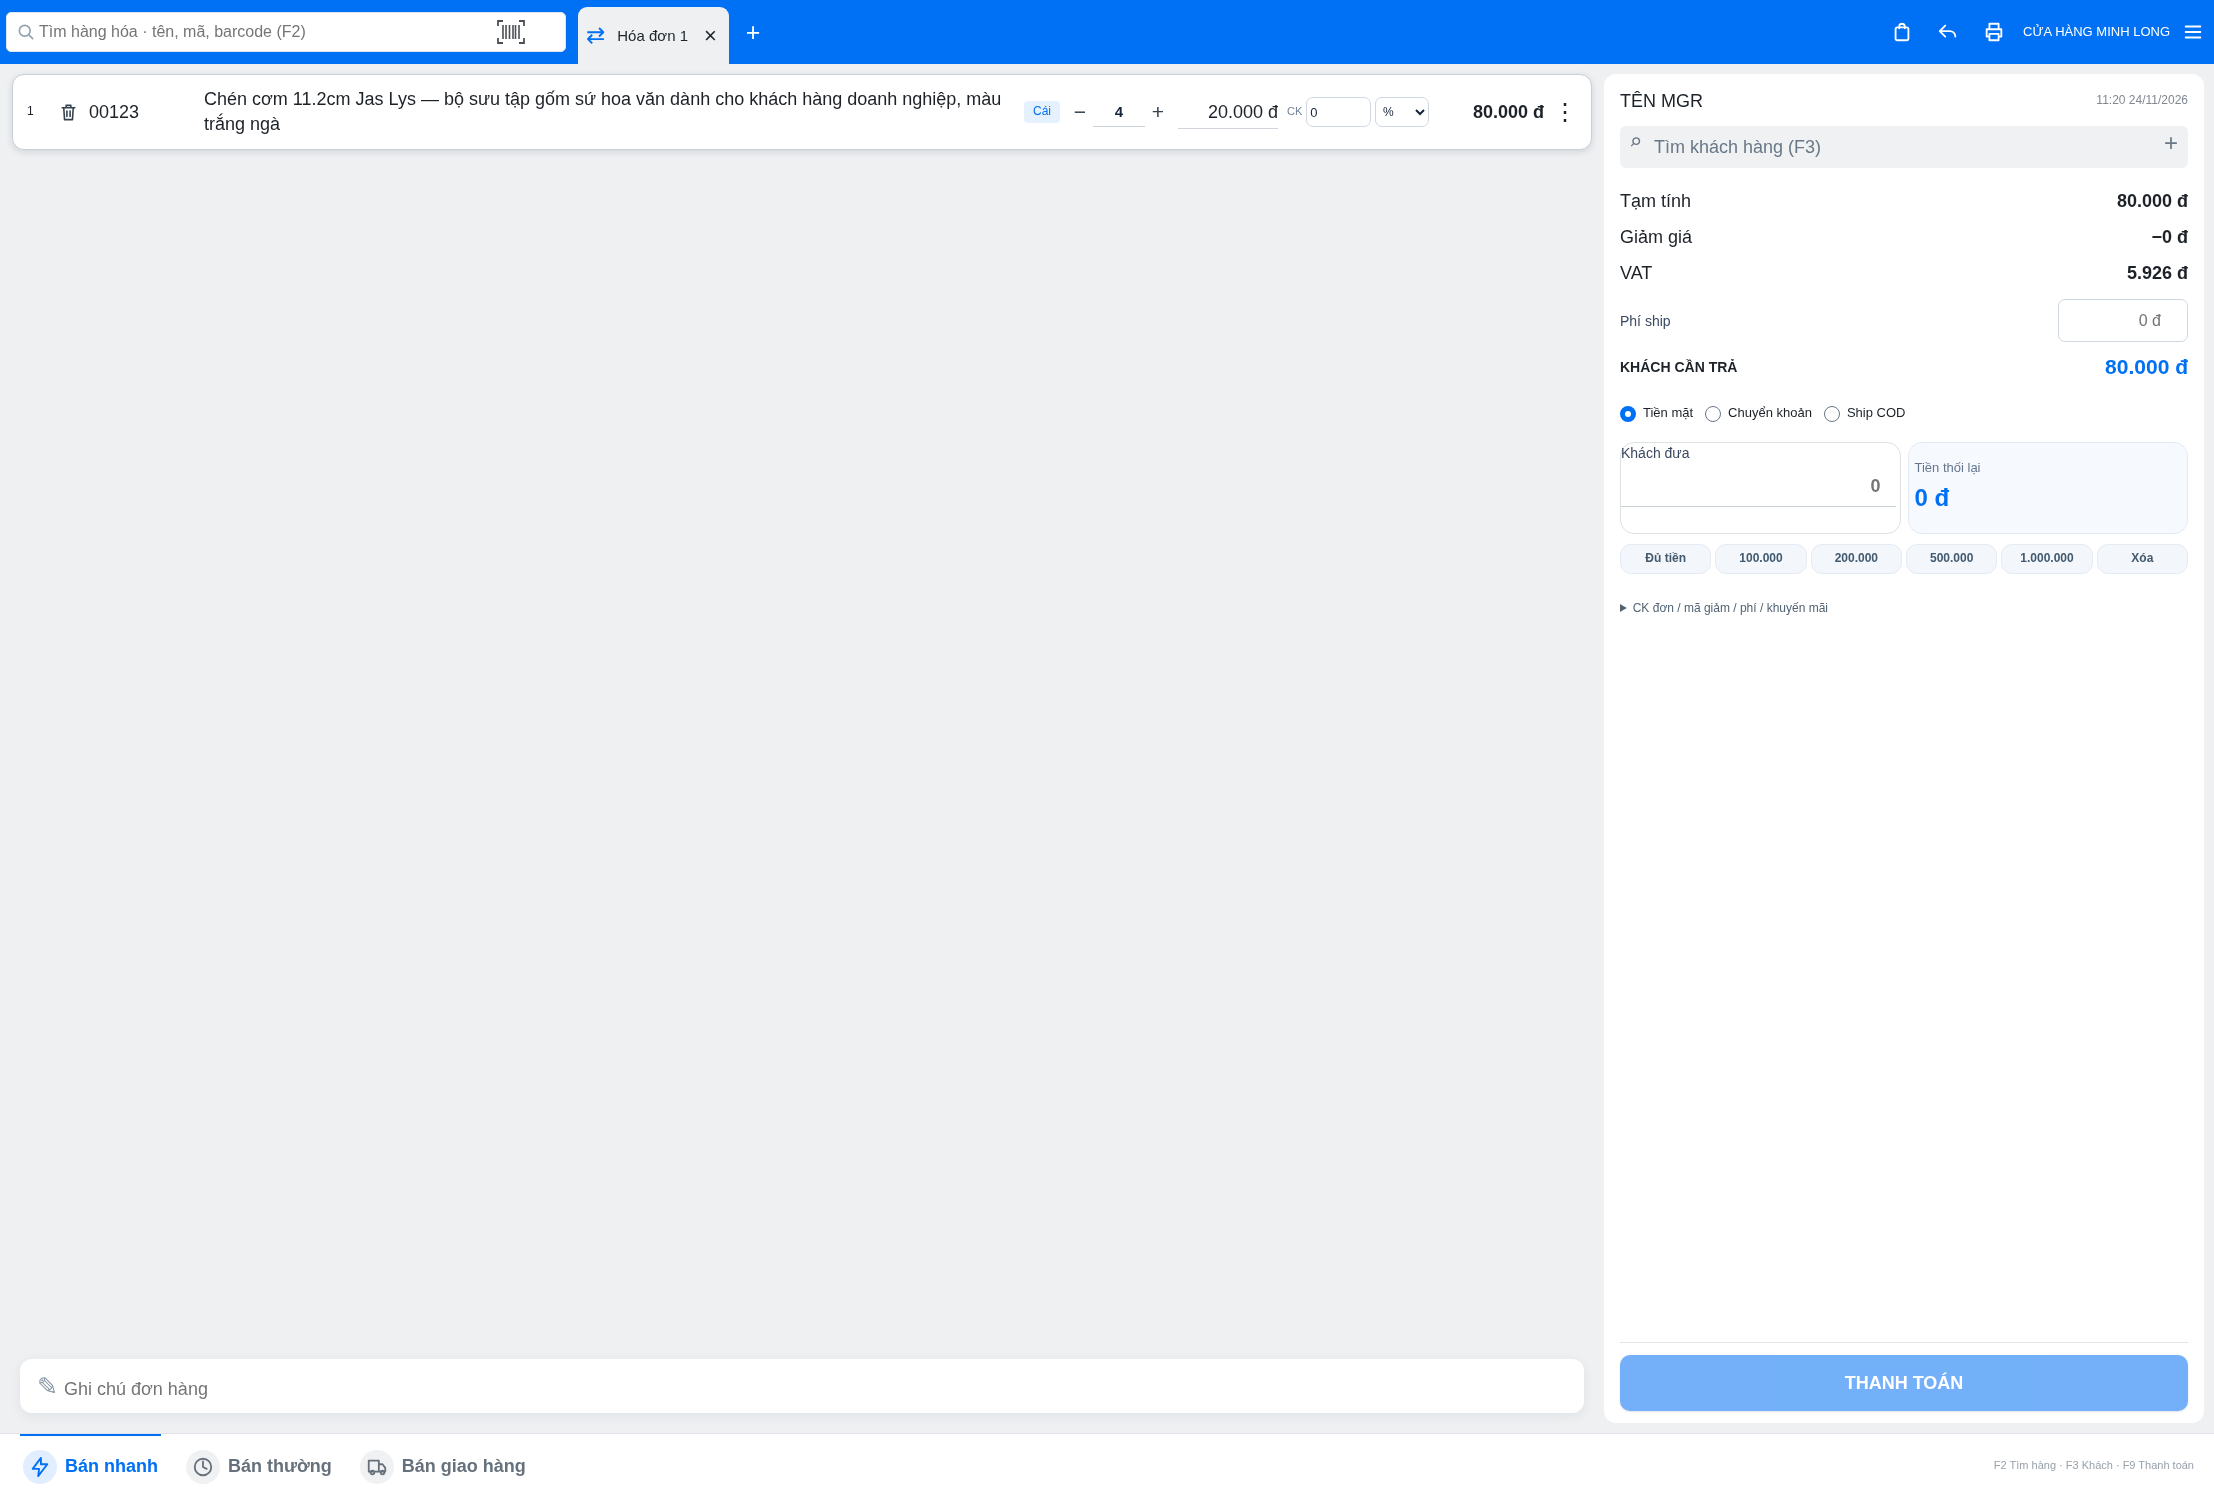 Tìm hàng hóa · tên, mã, barcode (F2)
Hóa đơn 1 ×
+
CỬA HÀNG MINH LONG
1 00123
Chén cơm 11.2cm Jas Lys — bộ sưu tập gốm sứ hoa văn dành cho khách hàng doanh nghiệp, màu
trắng ngà
Cái − 4 + 20.000 đ CK 0 % 80.000 đ
TÊN MGR 11:20 24/11/2026
Tìm khách hàng (F3) +
Tạm tính 80.000 đ
Giảm giá −0 đ
VAT 5.926 đ
Phí ship 0 đ
KHÁCH CẦN TRẢ 80.000 đ
Tiền mặt Chuyển khoản Ship COD
Khách đưa
0
Tiền thối lại
0 đ
Đủ tiền 100.000 200.000 500.000 1.000.000 Xóa
CK đơn / mã giảm / phí / khuyến mãi
Ghi chú đơn hàng
THANH TOÁN
Bán nhanh Bán thường Bán giao hàng
F2 Tìm hàng · F3 Khách · F9 Thanh toán